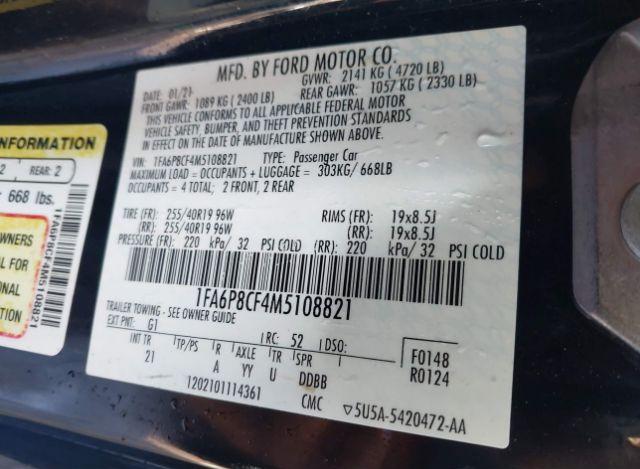 MFD. BY FORD MOTOR CO.
DATE: 01/21 GVWR: 2141 KG (4720 LB)
FRONT GAWR: 1089 KG (2400 LB) REAR GAWR: 1057 KG (2330 LB)
THIS VEHICLE CONFORMS TO ALL APPLICABLE FEDERAL MOTOR
VEHICLE SAFETY, BUMPER, AND THEFT PREVENTION STANDARDS
IN EFFECT ON THE DATE OF MANUFACTURE SHOWN ABOVE.
VIN: 1FA6P8CF4M5108821 TYPE: Passenger Car
MAXIMUM LOAD = OCCUPANTS + LUGGAGE = 303KG/ 668LB
OCCUPANTS = 4 TOTAL; 2 FRONT, 2 REAR
TIRE (FR): 255/40R19 96W RIMS (FR): 19x8.5J
(RR): 255/40R19 96W (RR): 19x8.5J
PRESSURE (FR): 220 kPa/ 32 PSI COLD (RR): 220 kPa/ 32 PSI COLD
1FA6P8CF4M5108821
TRAILER TOWING - SEE OWNER GUIDE
EXT PNT: G1 RC: 52 DSO:
INT TR TP/PS R AXLE TR SPR F0148
21 A YY U DDBB R0124
1202101114361 CMC ▽5U5A-5420472-AA
INFORMATION
2 REAR: 2
: 668 lbs.
OWNERS
L FOR
ONAL
1FA6P8CF4M5108821